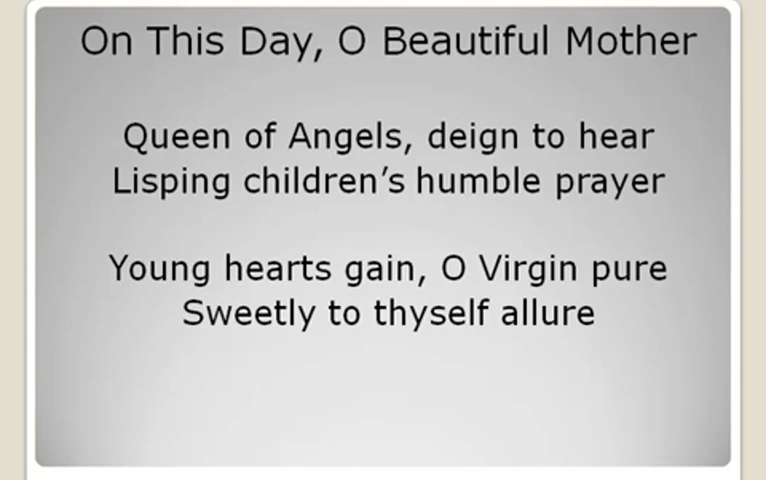 On This Day, O Beautiful Mother
Queen of Angels, deign to hear
Lisping children’s humble prayer
Young hearts gain, O Virgin pure
Sweetly to thyself allure